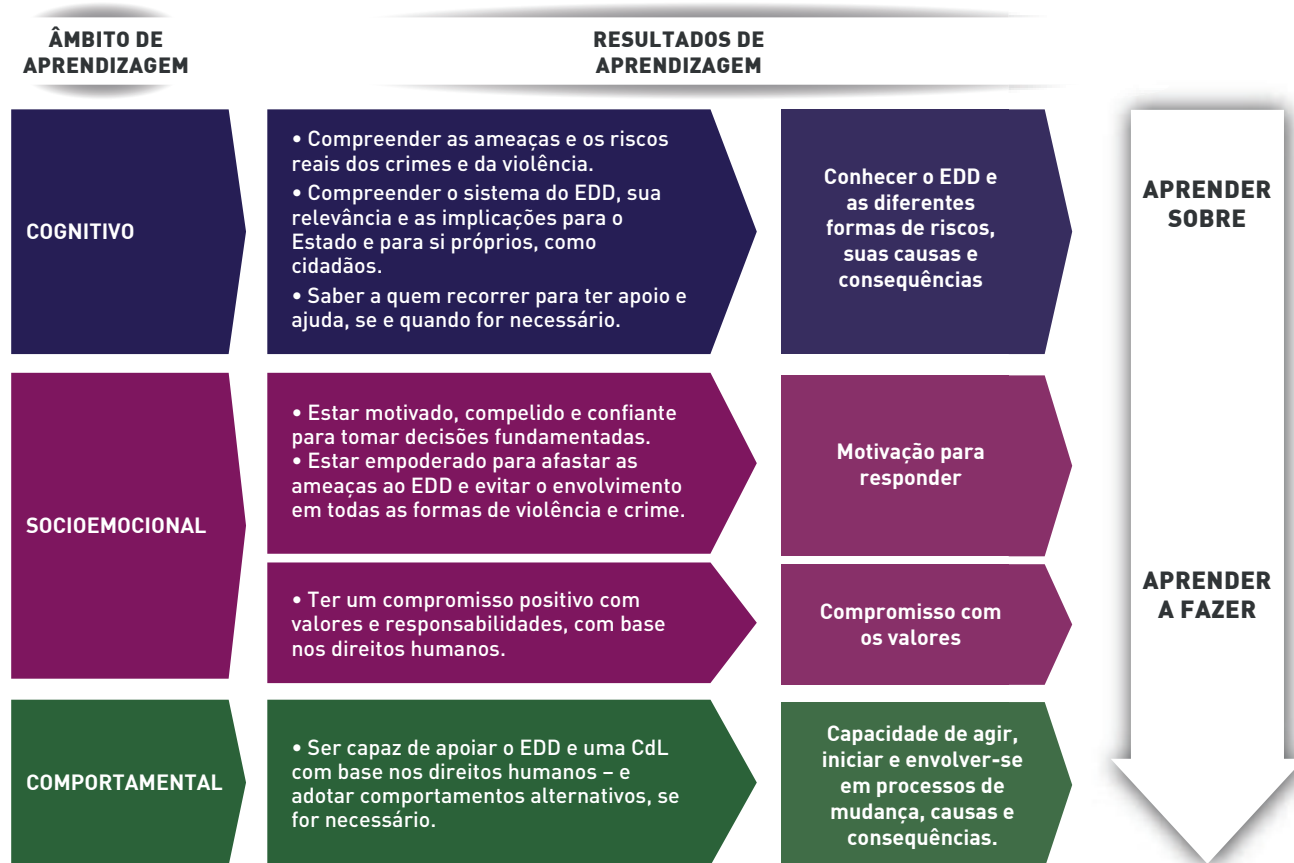 ÂMBITO DE
APRENDIZAGEM
RESULTADOS DE
APRENDIZAGEM
COGNITIVO
• Compreender as ameaças e os riscos
reais dos crimes e da violência.
• Compreender o sistema do EDD, sua
relevância e as implicações para o
Estado e para si próprios, como
cidadãos.
• Saber a quem recorrer para ter apoio e
ajuda, se e quando for necessário.
Conhecer o EDD e
as diferentes
formas de riscos,
suas causas e
consequências
APRENDER
SOBRE
SOCIOEMOCIONAL
• Estar motivado, compelido e confiante
para tomar decisões fundamentadas.
• Estar empoderado para afastar as
ameaças ao EDD e evitar o envolvimento
em todas as formas de violência e crime.
Motivação para
responder
• Ter um compromisso positivo com
valores e responsabilidades, com base
nos direitos humanos.
Compromisso com
os valores
APRENDER
A FAZER
COMPORTAMENTAL
• Ser capaz de apoiar o EDD e uma CdL
com base nos direitos humanos – e
adotar comportamentos alternativos, se
for necessário.
Capacidade de agir,
iniciar e envolver-se
em processos de
mudança, causas e
consequências.